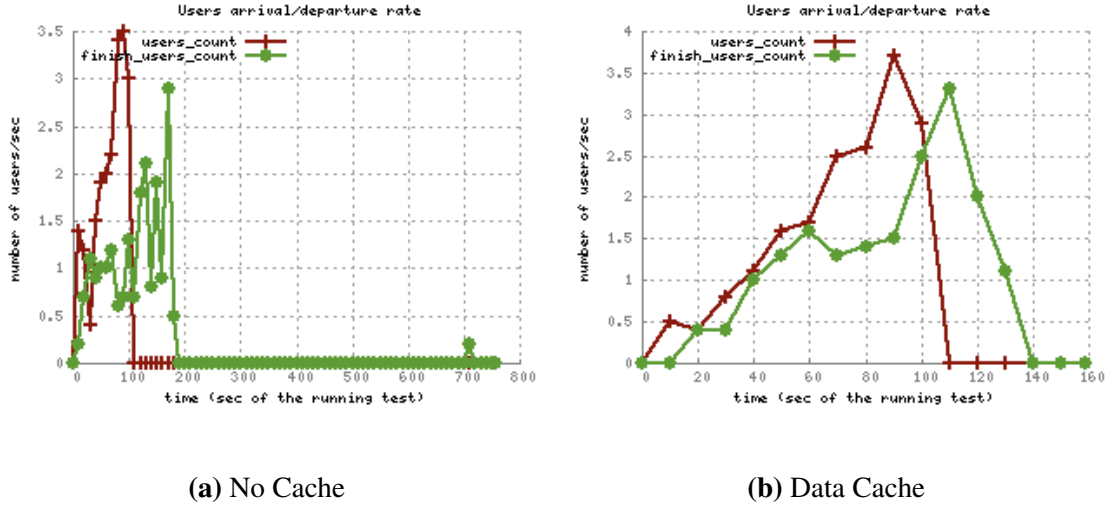 Users arrival/departure rate
number of users/sec
users_count
finish_users_count
3.5
3
2.5
2
1.5
1
0.5
0
0 100 200 300 400 500 600 700 800
time (sec of the running test)
(a) No Cache
Users arrival/departure rate
number of users/sec
users_count
finish_users_count
4
3.5
3
2.5
2
1.5
1
0.5
0
0 20 40 60 80 100 120 140 160
time (sec of the running test)
(b) Data Cache